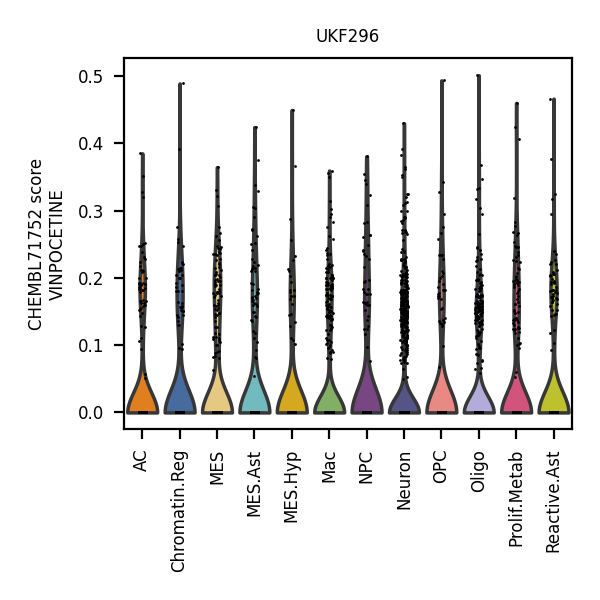 UKF296
CHEMBL71752 score
VINPOCETINE
0.5
0.4
0.3
0.2
0.1
0.0
AC
Chromatin.Reg
MES
MES.Ast
MES.Hyp
Mac
NPC
Neuron
OPC
Oligo
Prolif.Metab
Reactive.Ast